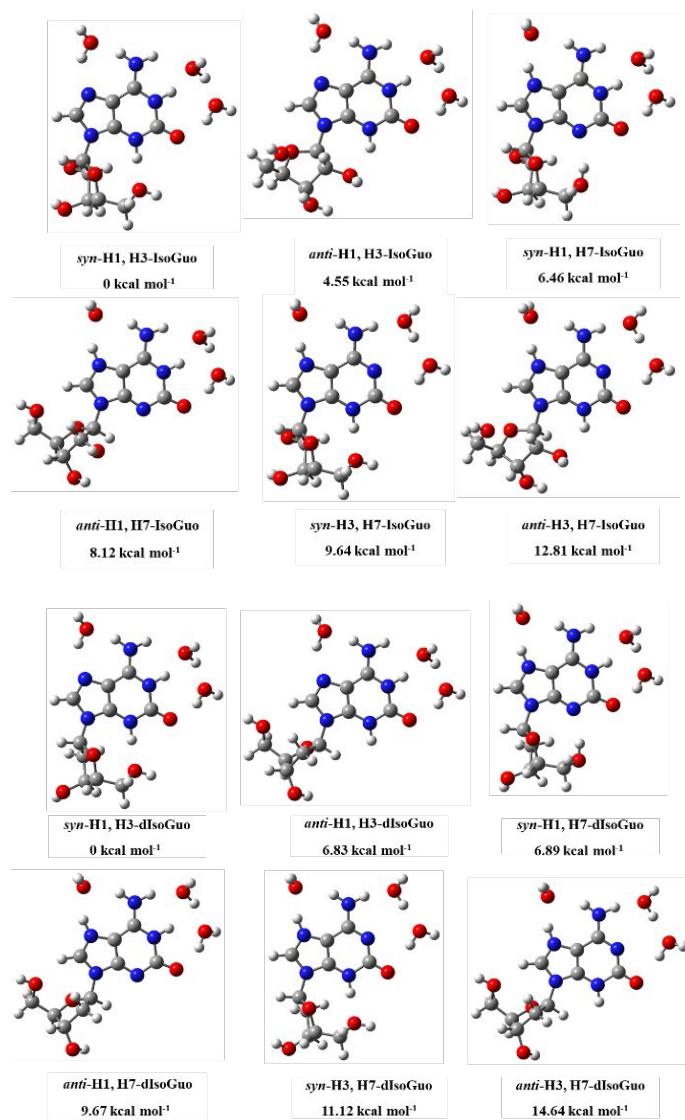 syn-H1, H3-IsoGuo
0 kcal mol⁻¹
anti-H1, H3-IsoGuo
4.55 kcal mol⁻¹
syn-H1, H7-IsoGuo
6.46 kcal mol⁻¹
anti-H1, H7-IsoGuo
8.12 kcal mol⁻¹
syn-H3, H7-IsoGuo
9.64 kcal mol⁻¹
anti-H3, H7-IsoGuo
12.81 kcal mol⁻¹
syn-H1, H3-dIsoGuo
0 kcal mol⁻¹
anti-H1, H3-dIsoGuo
6.83 kcal mol⁻¹
syn-H1, H7-dIsoGuo
6.89 kcal mol⁻¹
anti-H1, H7-dIsoGuo
9.67 kcal mol⁻¹
syn-H3, H7-dIsoGuo
11.12 kcal mol⁻¹
anti-H3, H7-dIsoGuo
14.64 kcal mol⁻¹